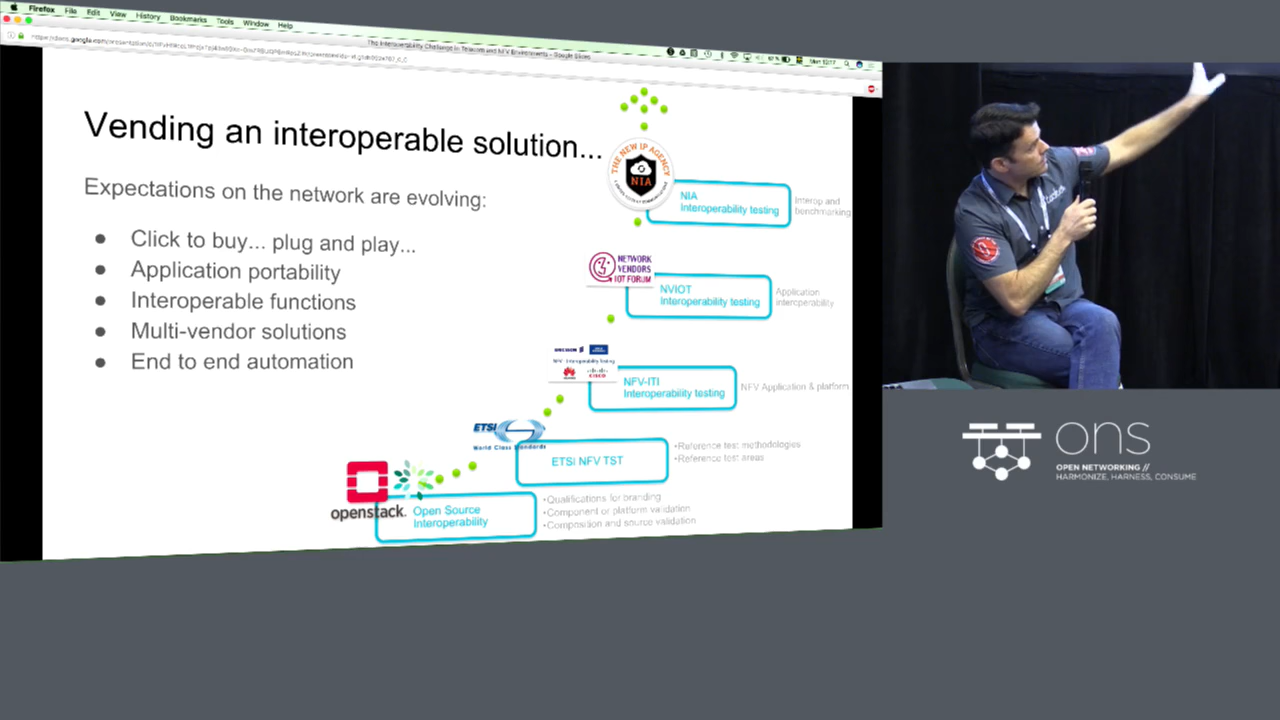 Firefox File Edit View History Bookmarks Tools Window Help
The Interoperability Challenge in Telecom and NFV Environments - Google Slides
Vending an interoperable solution...
Expectations on the network are evolving:
● Click to buy... plug and play...
● Application portability
● Interoperable functions
● Multi-vendor solutions
● End to end automation
THE NEW IP AGENCY
NIA
NIA
Interoperability testing
Interop and
benchmarking
NETWORK
VENDORS
IOT FORUM
NVIOT
Interoperability testing
Application
interoperability
ERICSSON
NFV - Interoperability Testing
HUAWEI
CISCO
NFV-ITI
Interoperability testing
NFV Application & platform
ETSI
World Class Standards
ETSI NFV TST
•Reference test methodologies
•Reference test areas
openstack.
Open Source
Interoperability
•Qualifications for branding
•Component or platform validation
•Composition and source validation
ons
OPEN NETWORKING //
HARMONIZE, HARNESS, CONSUME